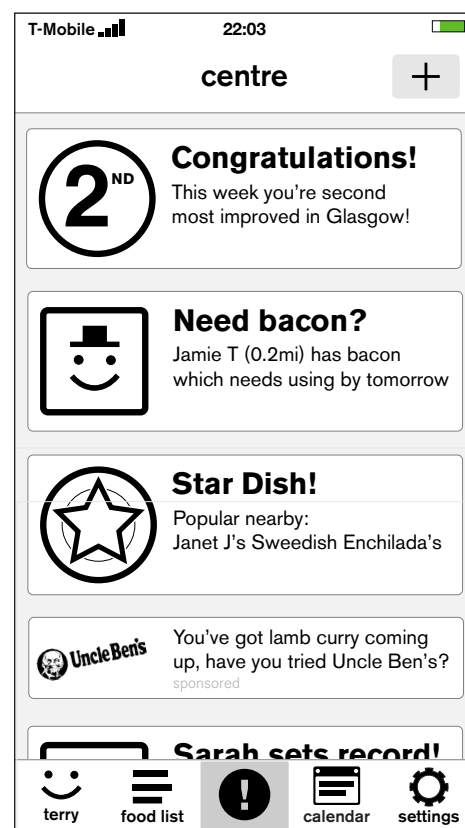 T-Mobile 22:03
centre +
2ND
Congratulations!
This week you're second
most improved in Glasgow!
Need bacon?
Jamie T (0.2mi) has bacon
which needs using by tomorrow
Star Dish!
Popular nearby:
Janet J's Sweedish Enchilada's
Uncle Ben's
You've got lamb curry coming
up, have you tried Uncle Ben's?
sponsored
Sarah sets record!
!
terry food list calendar settings